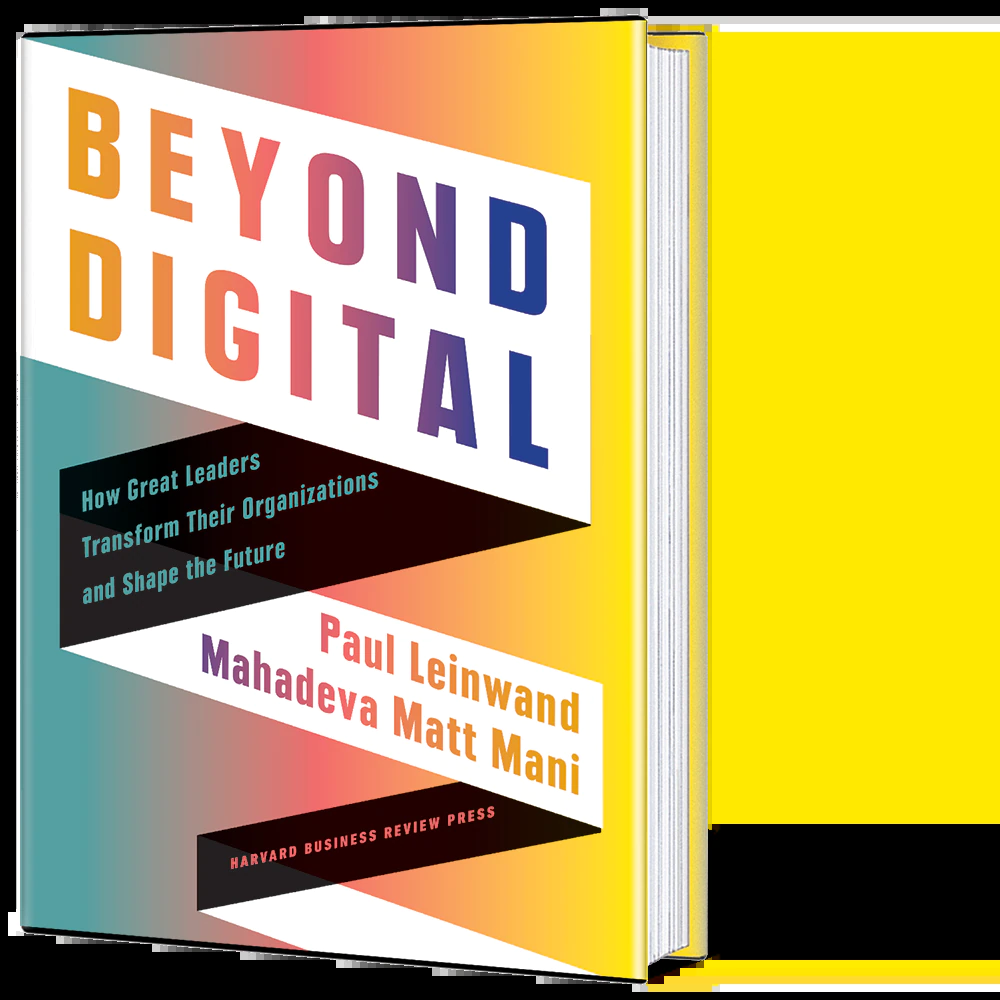 BEYOND
DIGITAL
How Great Leaders
Transform Their Organizations
and Shape the Future
Paul Leinwand
Mahadeva Matt Mani
HARVARD BUSINESS REVIEW PRESS